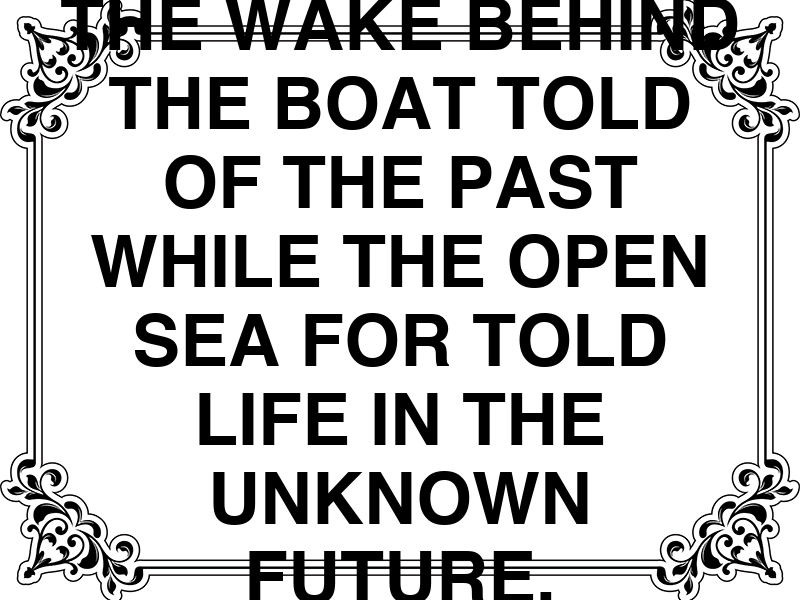 THE WAKE BEHIND
THE BOAT TOLD
OF THE PAST
WHILE THE OPEN
SEA FOR TOLD
LIFE IN THE
UNKNOWN
FUTURE.